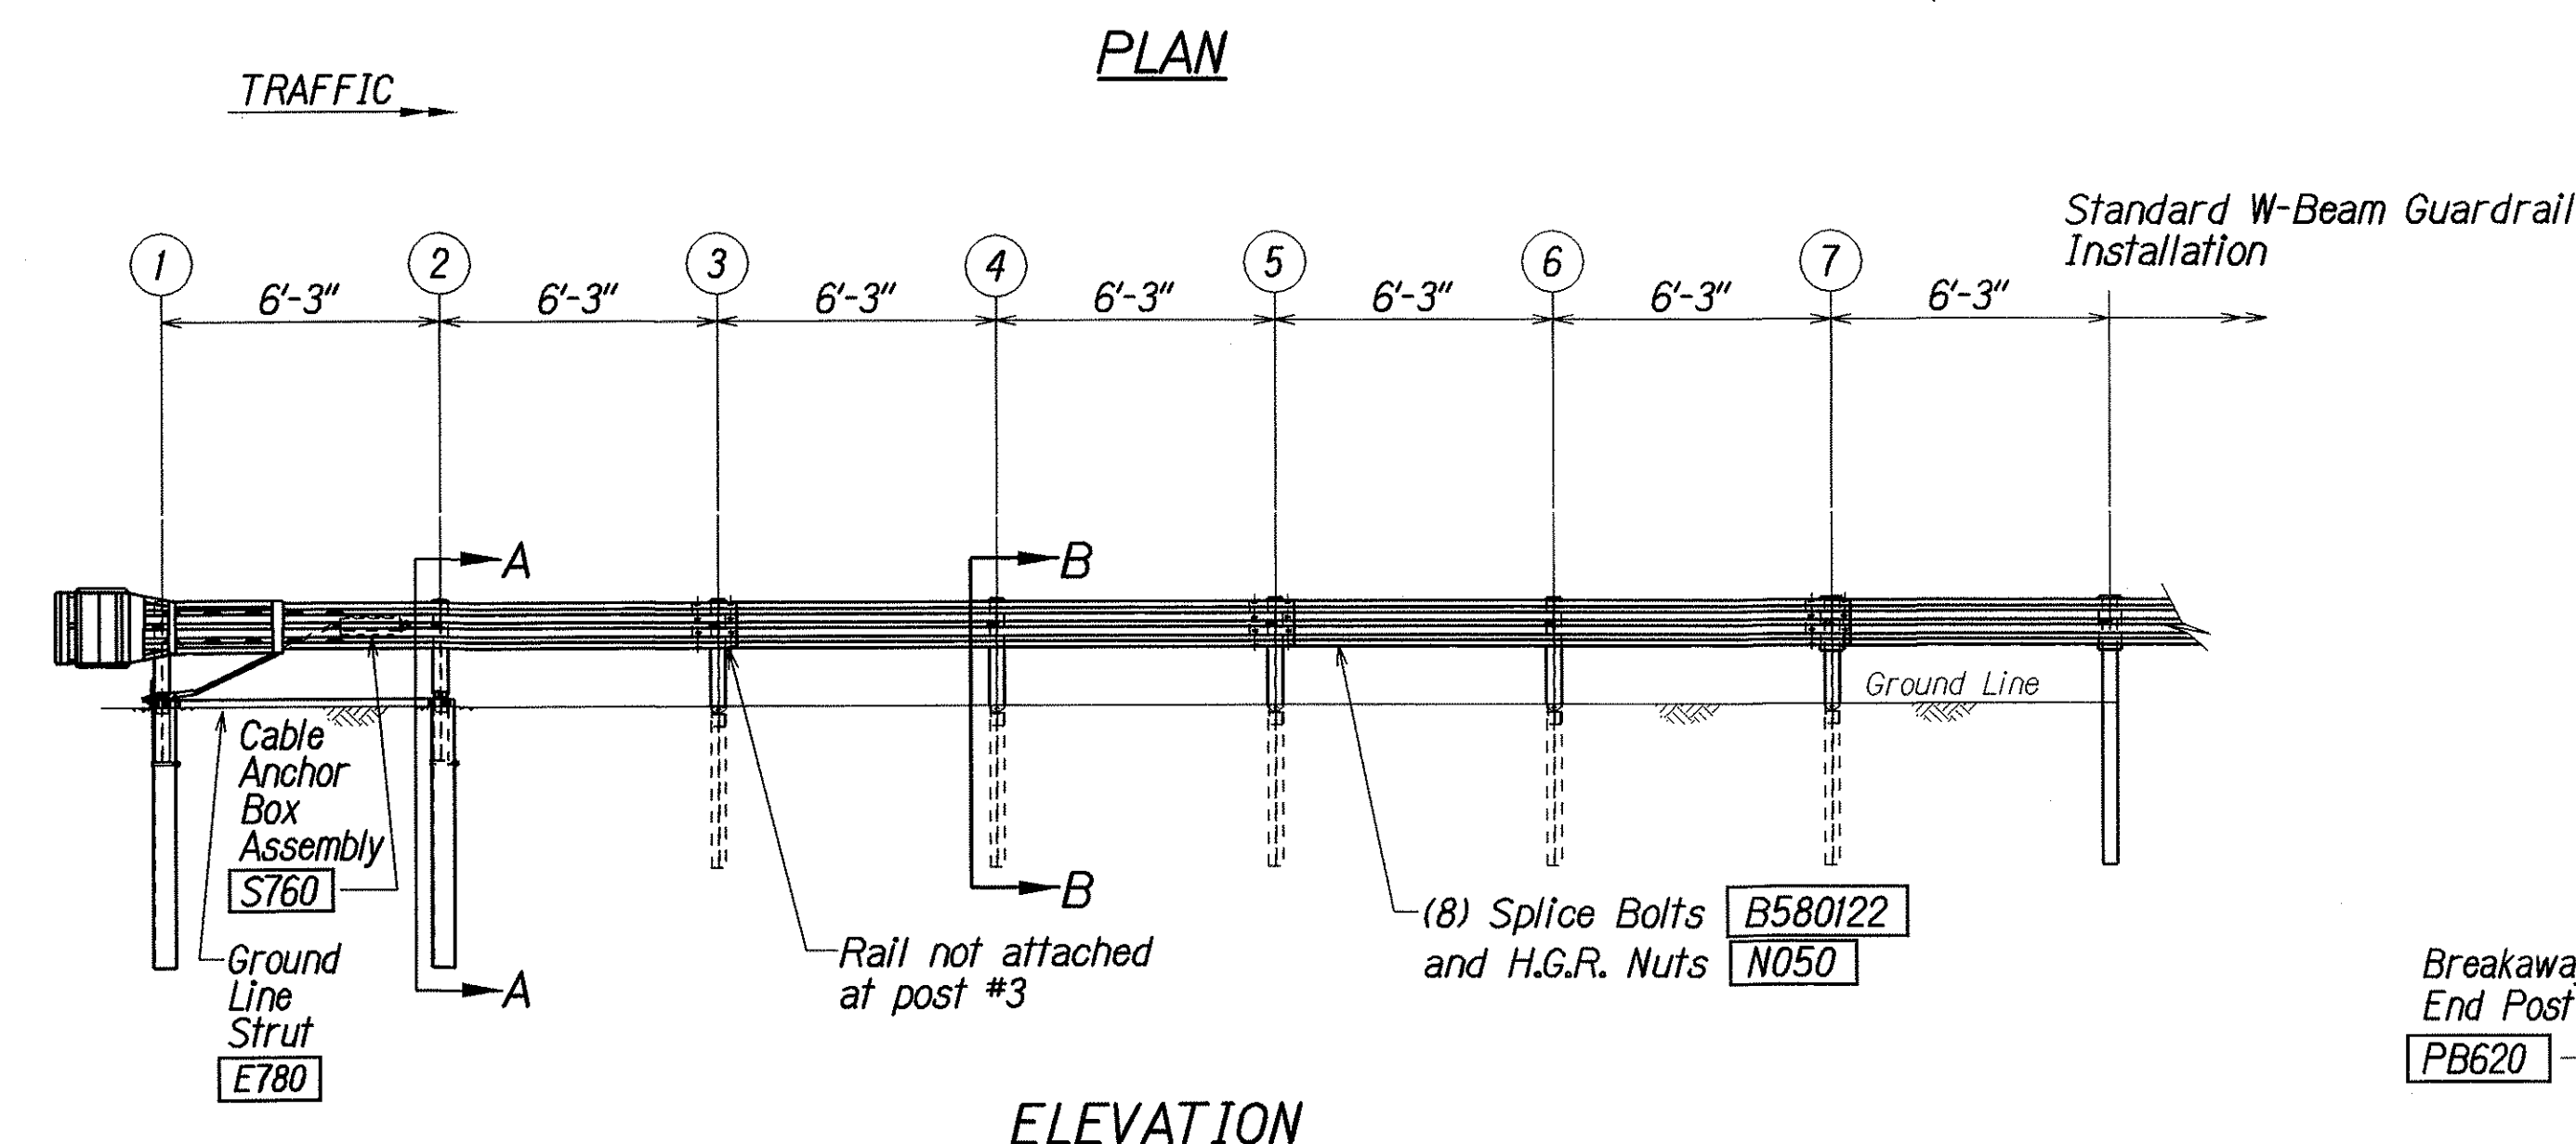 PLAN
TRAFFIC
Standard W-Beam Guardrail
Installation
1 2 3 4 5 6 7
6'-3" 6'-3" 6'-3" 6'-3" 6'-3" 6'-3" 6'-3"
A B
Ground Line
Cable
Anchor
Box
Assembly
S760
Ground
Line
Strut
E780
A
B
Rail not attached
at post #3
(8) Splice Bolts B580122
and H.G.R. Nuts N050
End Post
PB620
ELEVATION